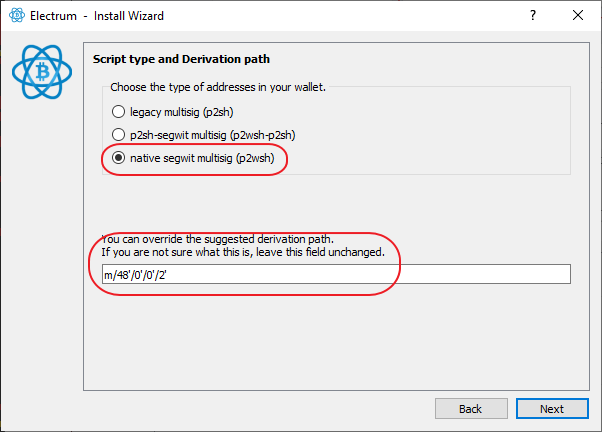 Electrum - Install Wizard
Script type and Derivation path
Choose the type of addresses in your wallet.
legacy multisig (p2sh)
p2sh-segwit multisig (p2wsh-p2sh)
native segwit multisig (p2wsh)
You can override the suggested derivation path.
If you are not sure what this is, leave this field unchanged.
m/48'/0'/0'/2'
Back
Next